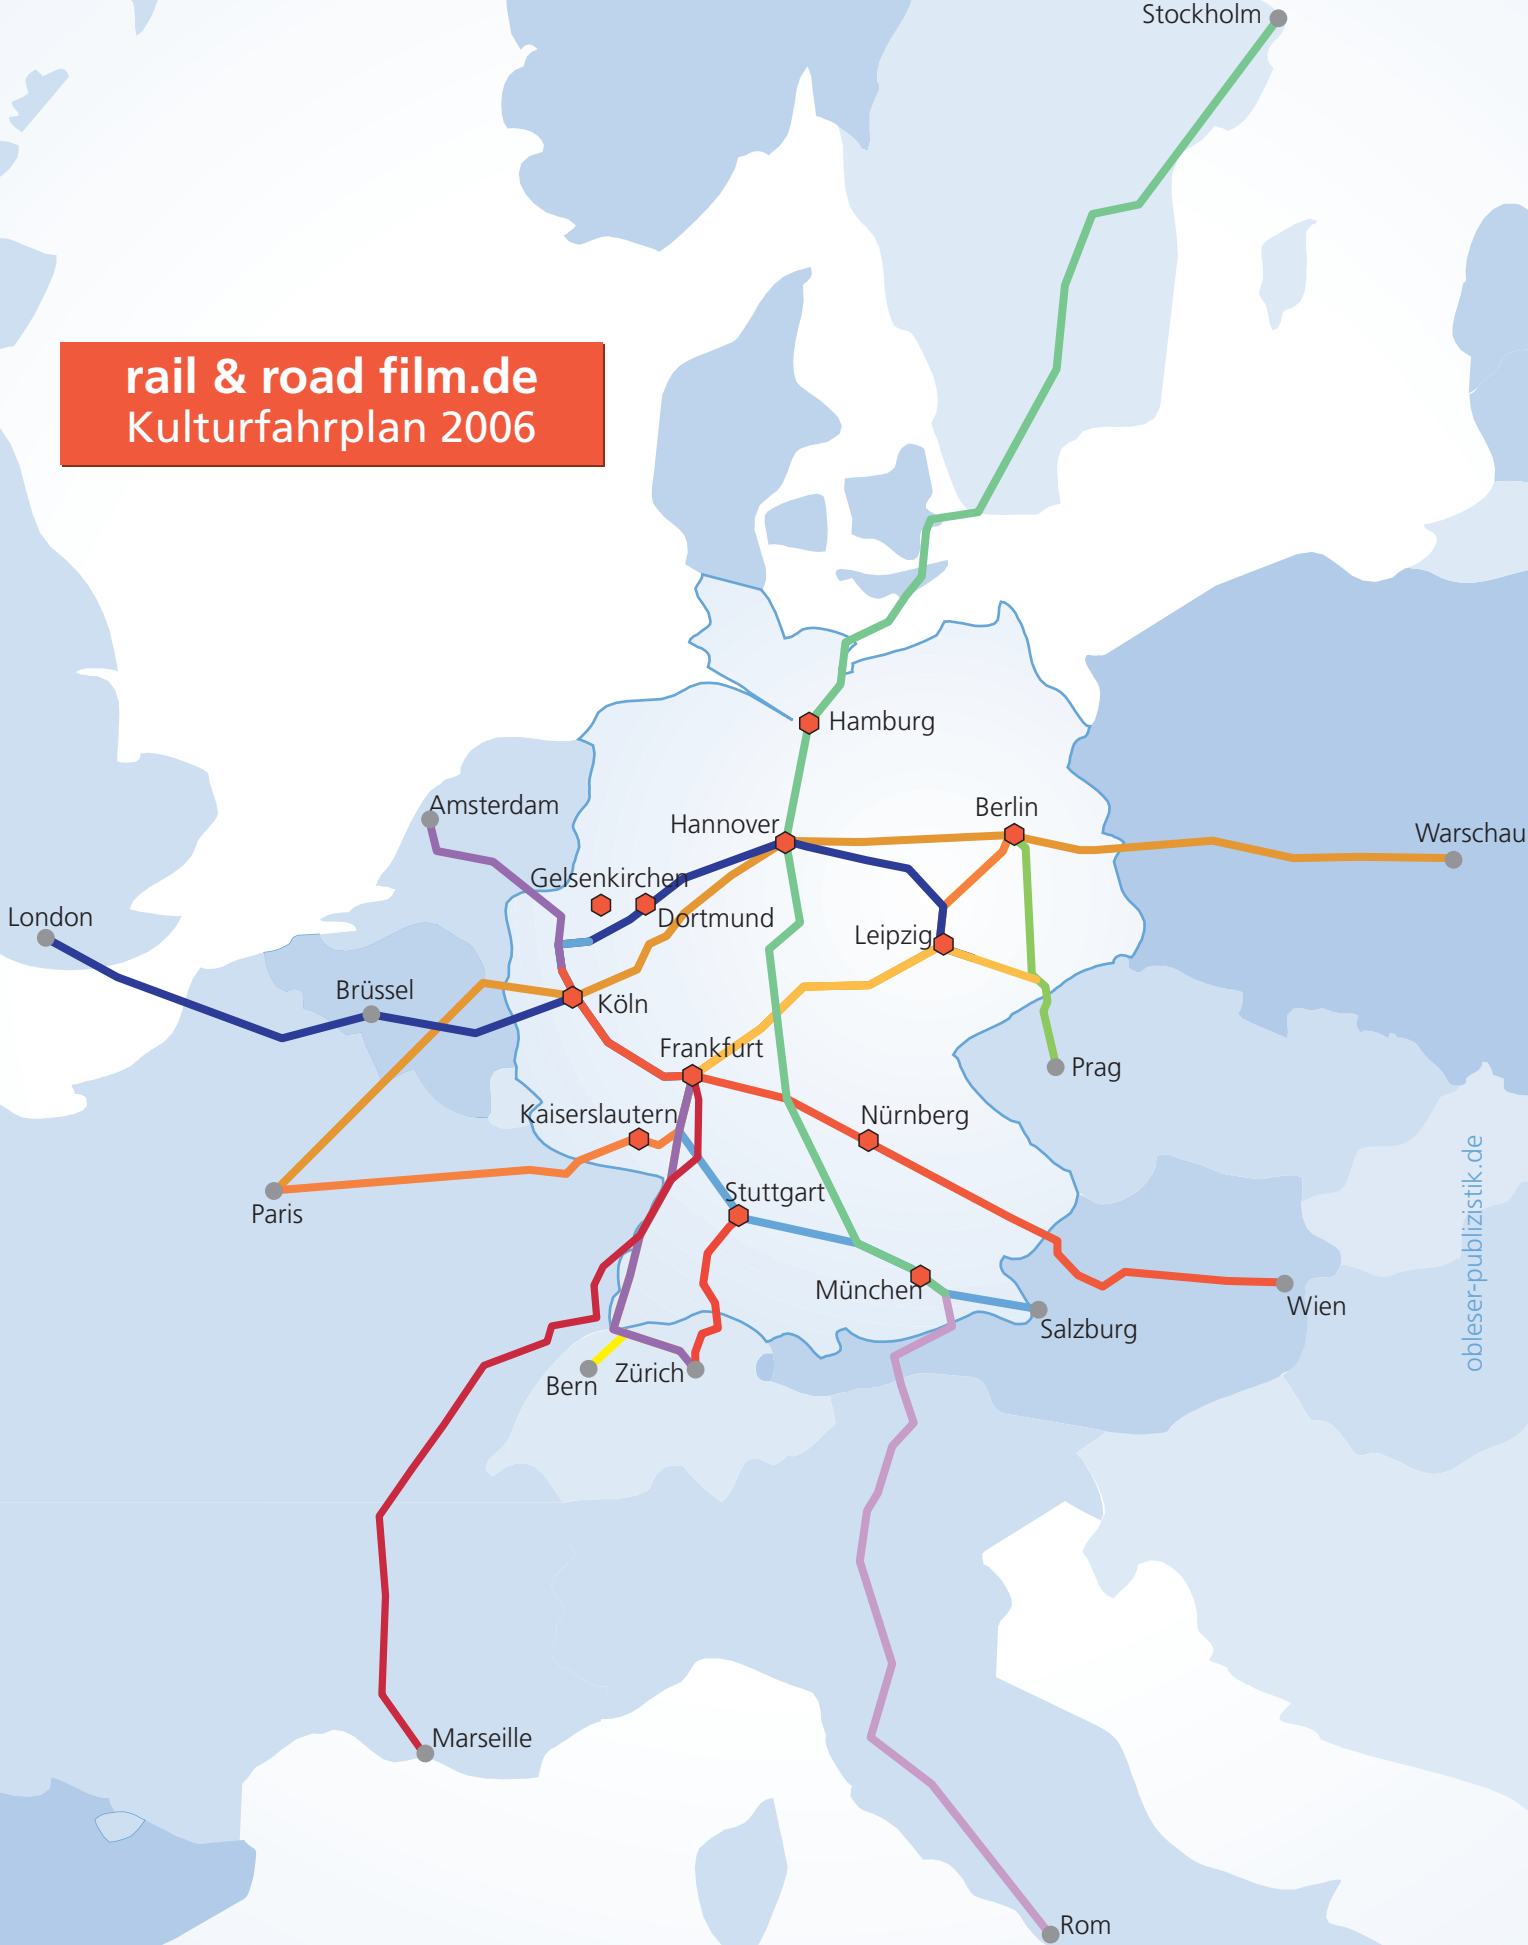 Stockholm
rail & road film.de
Kulturfahrplan 2006
Hamburg
Amsterdam
Berlin
Hannover
Warschau
Gelsenkirchen
London
Dortmund
Leipzig
Brüssel
Köln
Frankfurt
Prag
Kaiserslautern
Nürnberg
Stuttgart
Paris
obleser-publizistik.de
München
Wien
Salzburg
Zürich
Bern
Marseille
Rom